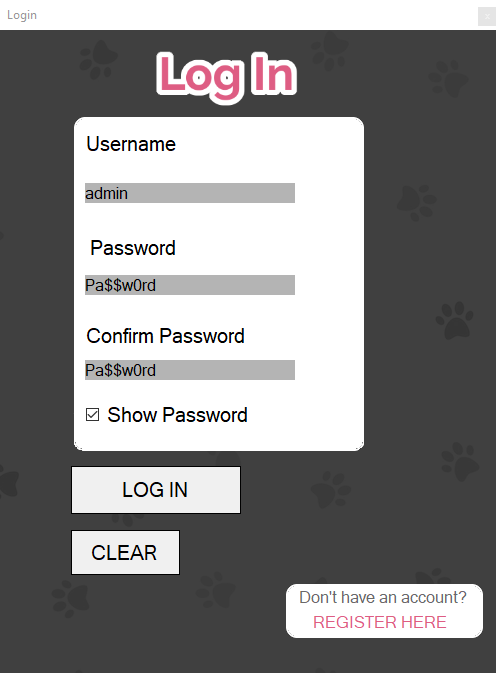 Login
x
Log In
Username
admin
Password
Pa$$w0rd
Confirm Password
Pa$$w0rd
Show Password
LOG IN
CLEAR
Don't have an account?
REGISTER HERE